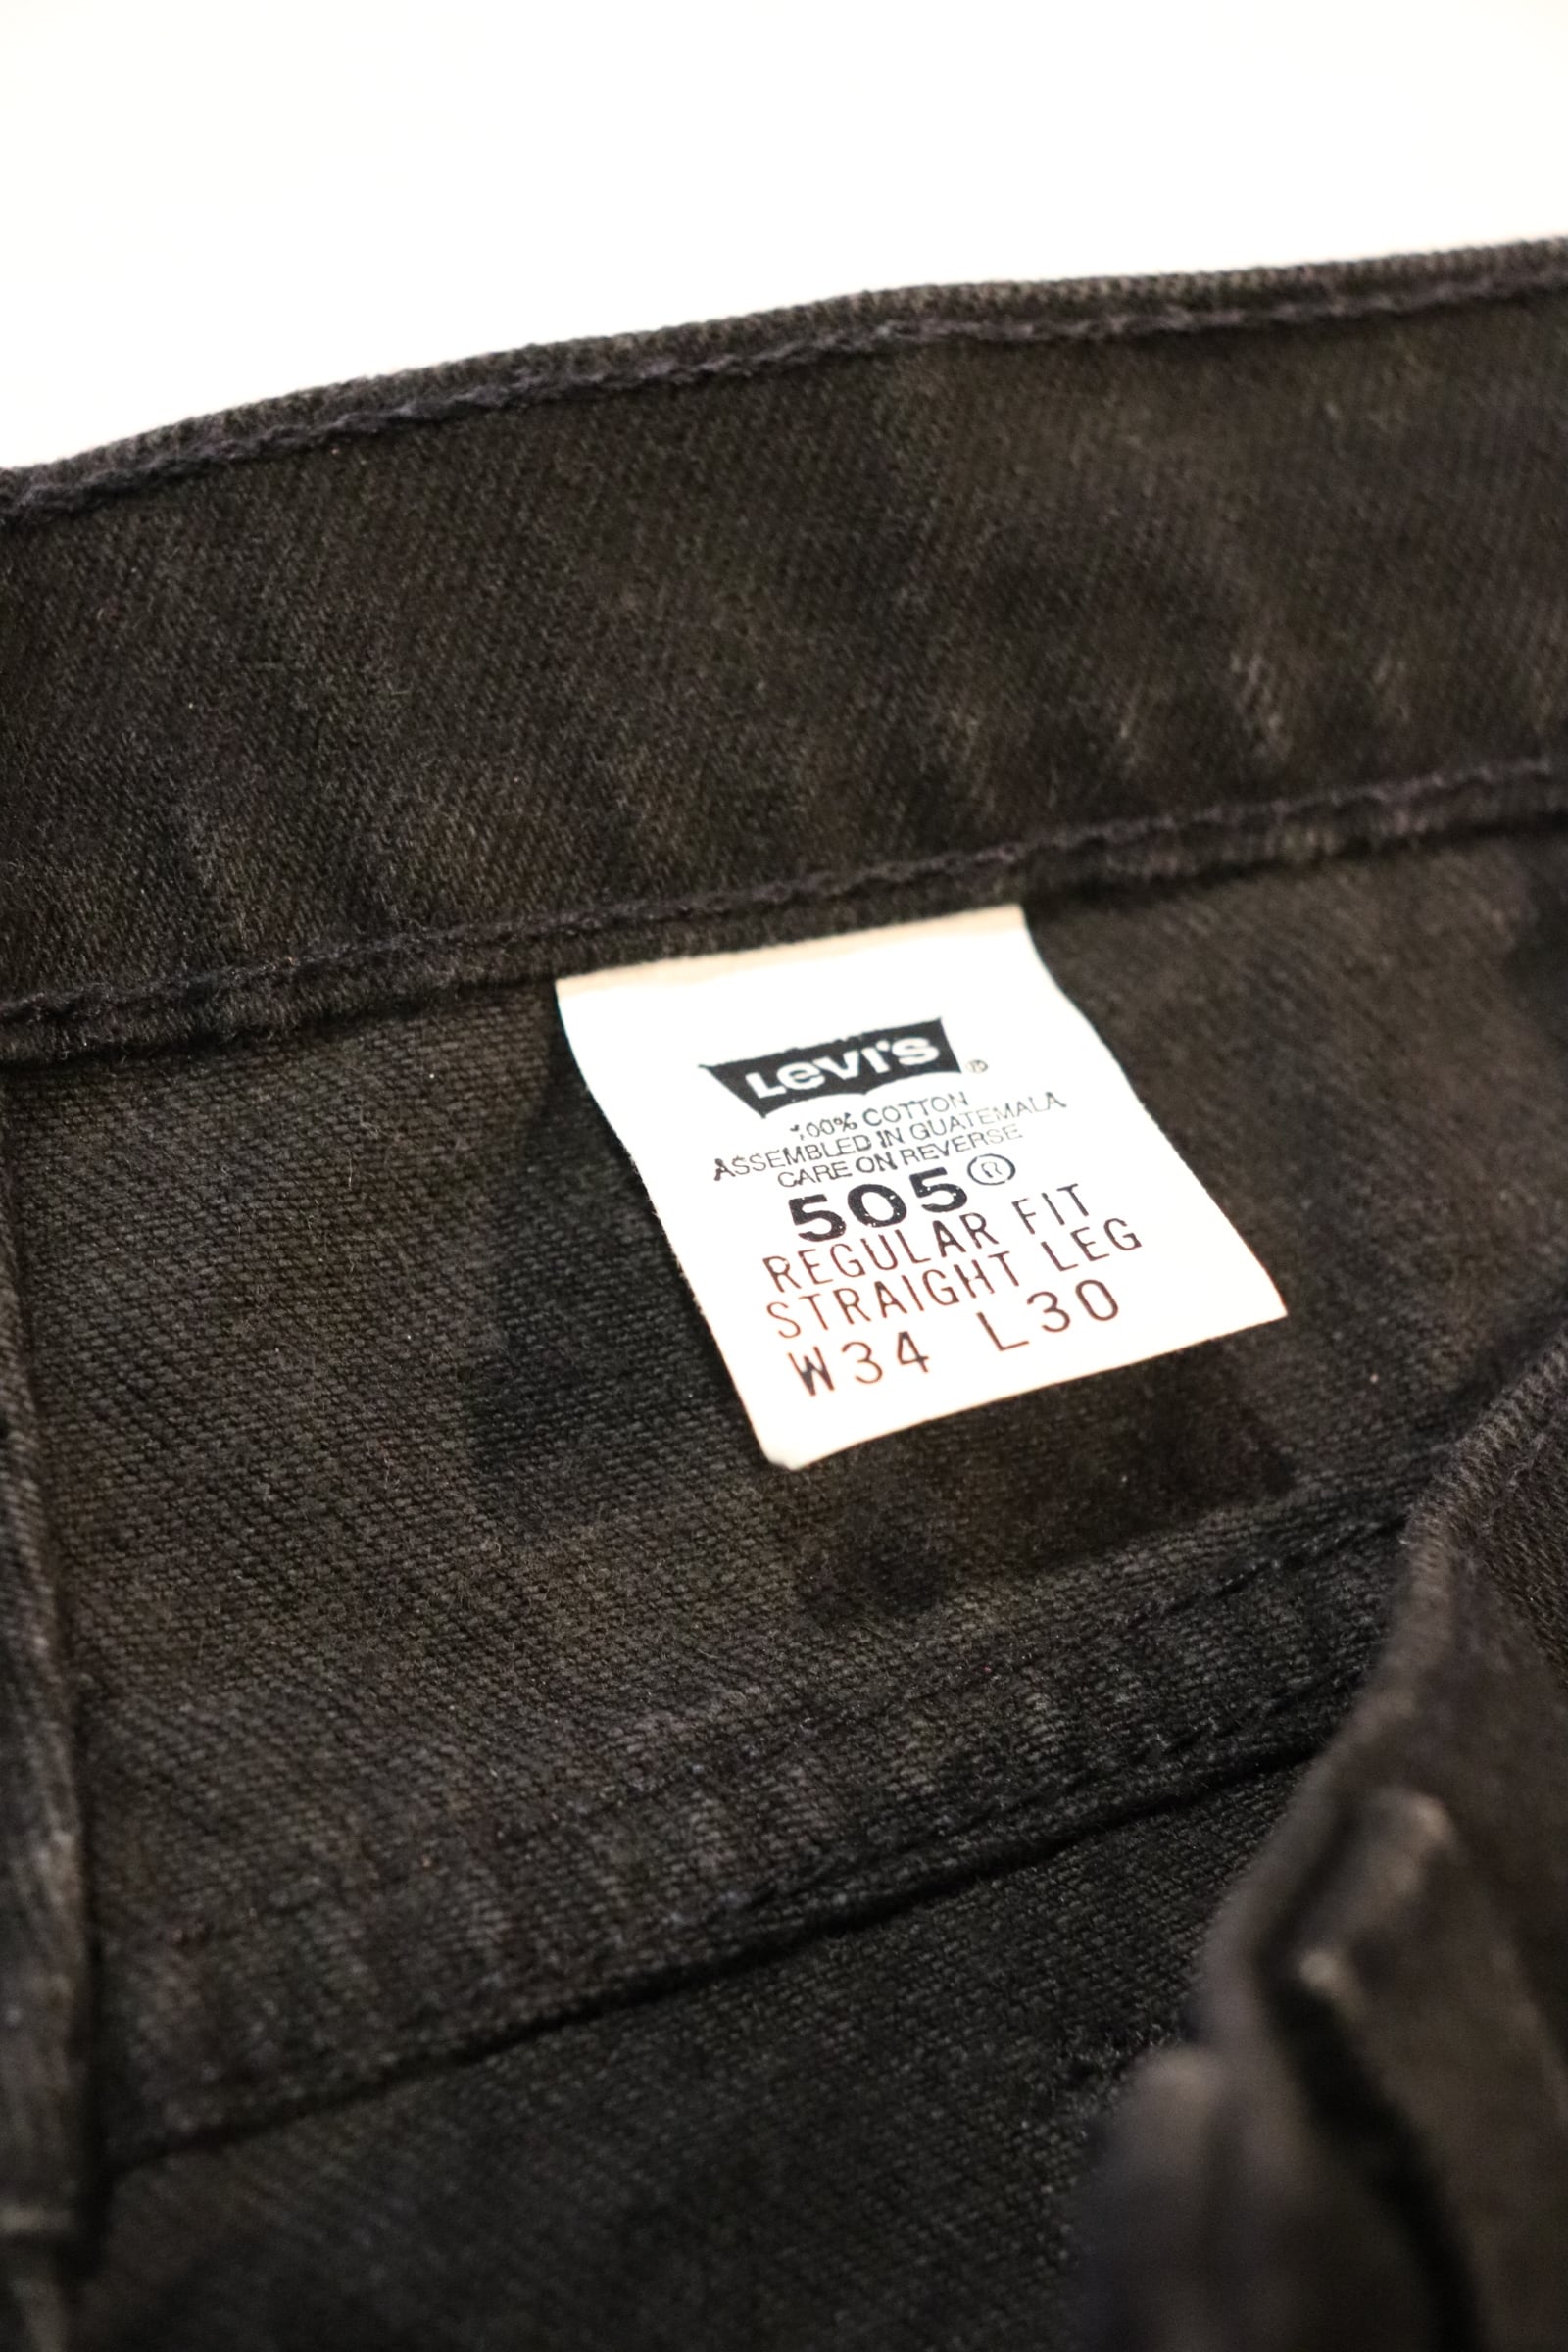 LEVI'S ®
100% COTTON
ASSEMBLED IN GUATEMALA
CARE ON REVERSE
505®
REGULAR FIT
STRAIGHT LEG
W34 L30